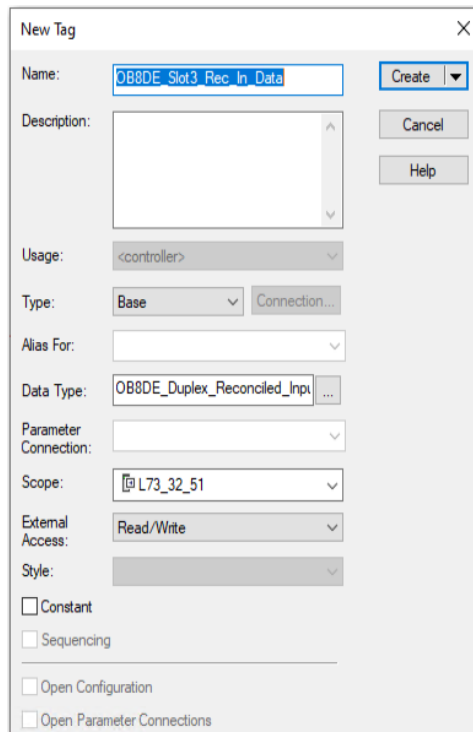 New Tag
Name: OB8DE_Slot3_Rec_In_Data Create
Description: Cancel
Help
Usage: <controller>
Type: Base Connection...
Alias For:
Data Type: OB8DE_Duplex_Reconciled_Inpu ...
Parameter
Connection:
Scope: L73_32_51
External
Access: Read/Write
Style:
Constant
Sequencing
Open Configuration
Open Parameter Connections